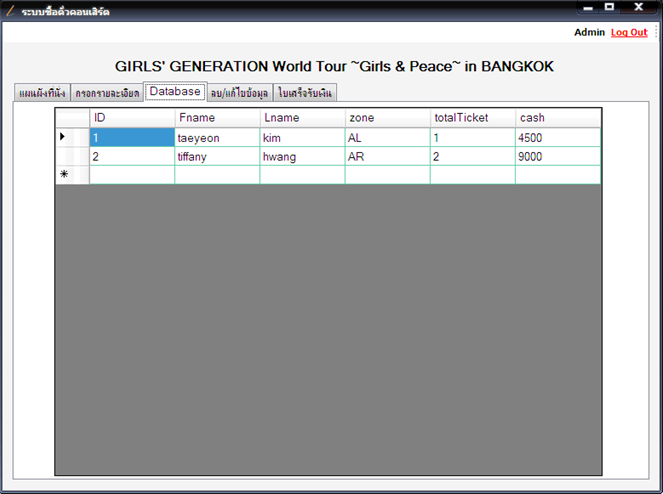 ระบบซื้อตั๋วคอนเสิร์ต
Admin Log Out
GIRLS' GENERATION World Tour ~Girls & Peace~ in BANGKOK
แผนผังที่นั่ง กรอกรายละเอียด Database ลบ/แก้ไขข้อมูล ใบเสร็จรับเงิน
ID Fname Lname zone totalTicket cash
1 taeyeon kim AL 1 4500
2 tiffany hwang AR 2 9000